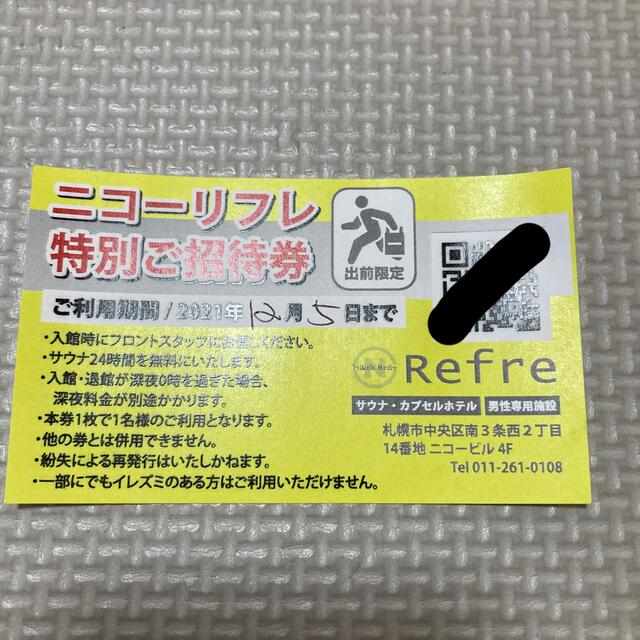 ニコーリフレ
特別ご招待券
出前限定
ご利用期間/2021年12月5日まで
・入館時にフロントスタッフにお渡しください。
・サウナ24時間を無料にいたします。
・入館・退館が深夜0時を過ぎた場合、
深夜料金が別途かかります。
・本券1枚で1名様のご利用となります。
・他の券とは併用できません。
・紛失による再発行はいたしかねます。
・一部にでもイレズミのある方はご利用いただけません。
Nikoh Refre
Refre
サウナ・カプセルホテル 男性専用施設
札幌市中央区南3条西2丁目
14番地 ニコービル 4F
Tel 011-261-0108